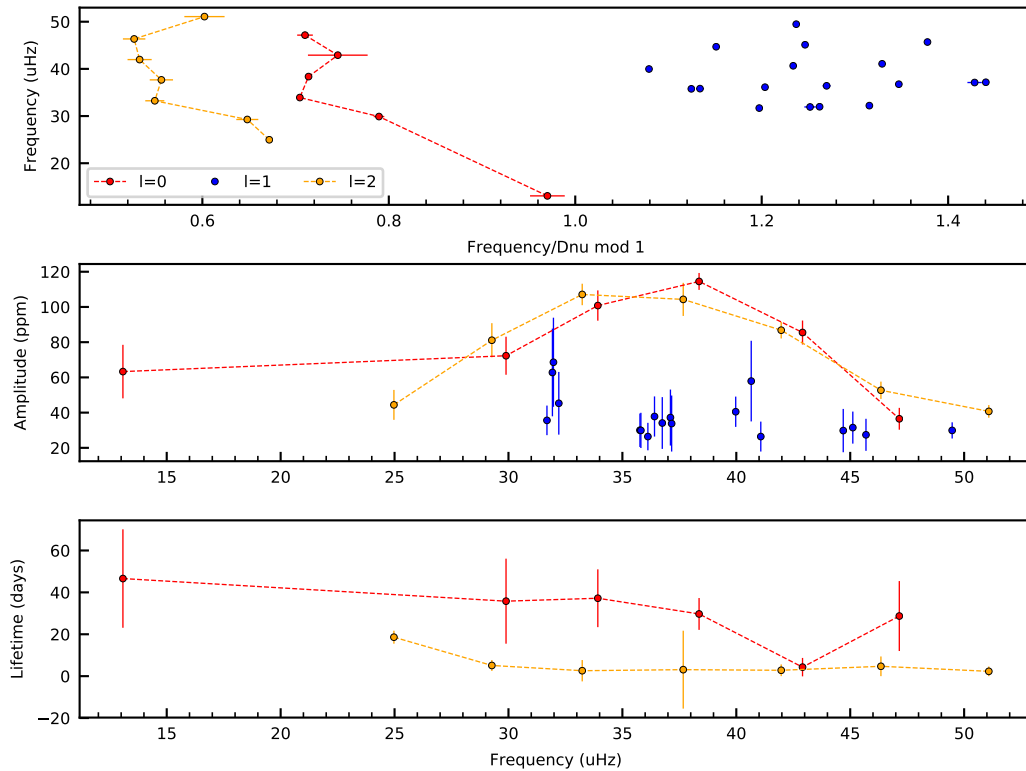 50
40
30
20
Frequency (uHz)
l=0 l=1 l=2
0.6 0.8 1.0 1.2 1.4
Frequency/Dnu mod 1
120
100
80
60
40
20
Amplitude (ppm)
15 20 25 30 35 40 45 50
60
40
20
0
−20
Lifetime (days)
15 20 25 30 35 40 45 50
Frequency (uHz)